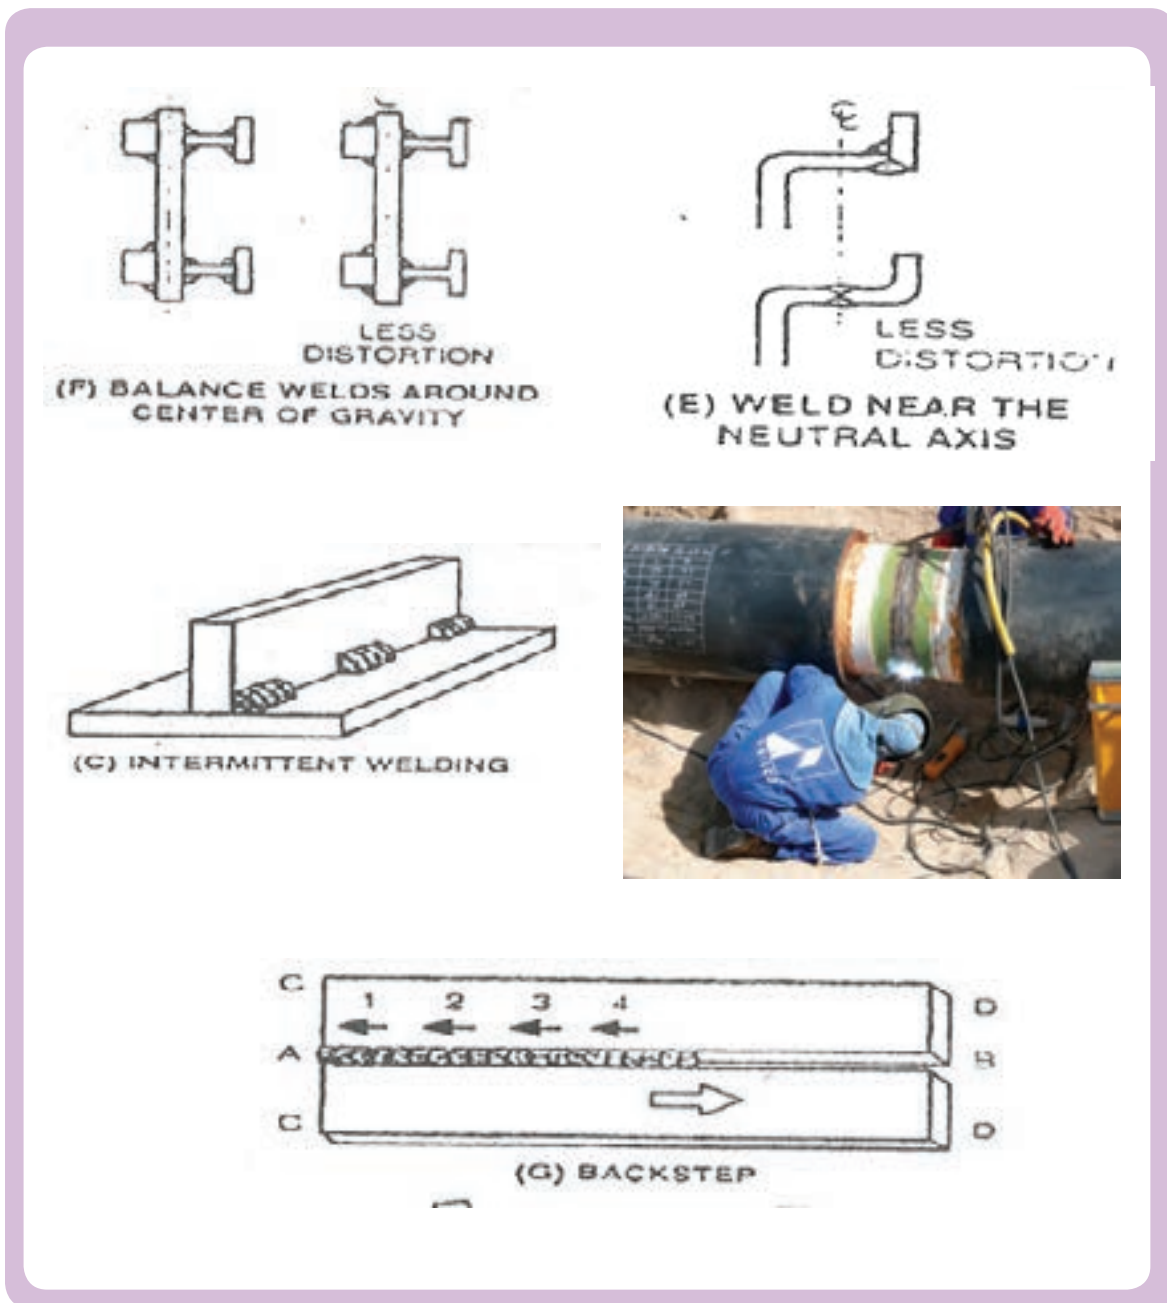 LESS
DISTORTION
(F) BALANCE WELDS AROUND
CENTER OF GRAVITY
℄
LESS
DISTORTION
(E) WELD NEAR THE
NEUTRAL AXIS
(C) INTERMITTENT WELDING
C
1 2 3 4
D
A
B
C
D
(G) BACKSTEP